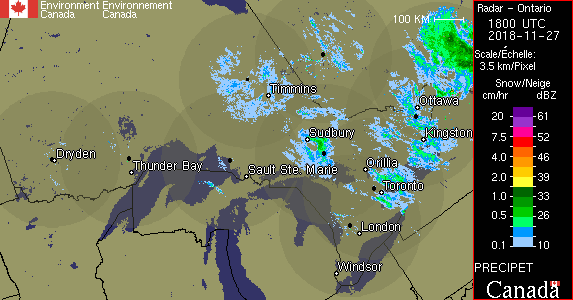 Environment Environnement
Canada Canada
100 KM
Timmins
Ottawa
Sudbury
Kingston
Dryden
Thunder Bay
Sault Ste. Marie
Orillia
Toronto
London
Windsor
Radar - Ontario
1800 UTC
2018-11-27
Scale/Échelle:
3.5 km/Pixel
Snow/Neige
cm/hr dBZ
20 61
7.5 52
4.0 46
2.0 39
1.0 33
0.5 26
0.1 10
PRECIPET
Canada